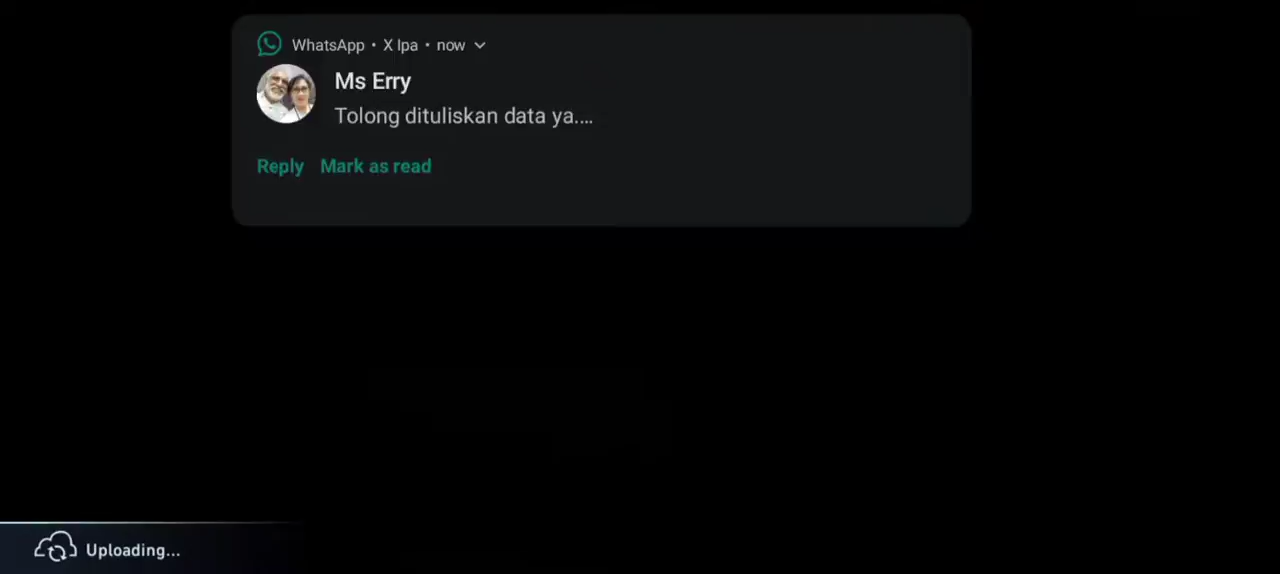 WhatsApp • X Ipa • now
Ms Erry
Tolong dituliskan data ya....
Reply Mark as read
Uploading...